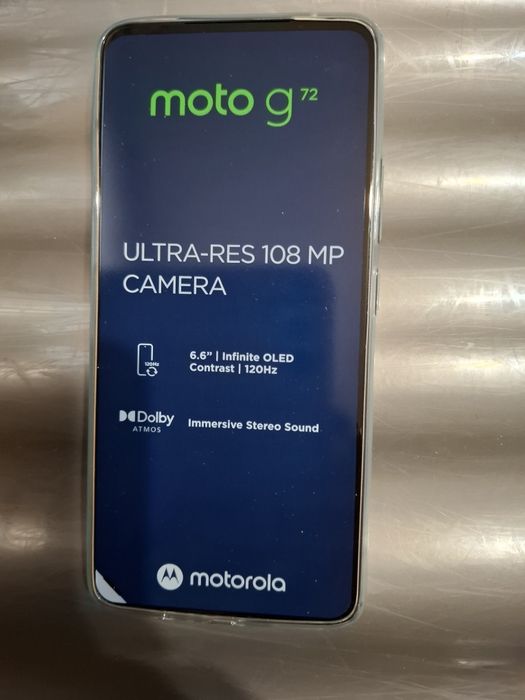 moto g 72
ULTRA-RES 108 MP
CAMERA
120Hz
6.6” | Infinite OLED
Contrast | 120Hz
Dolby
ATMOS
Immersive Stereo Sound
motorola